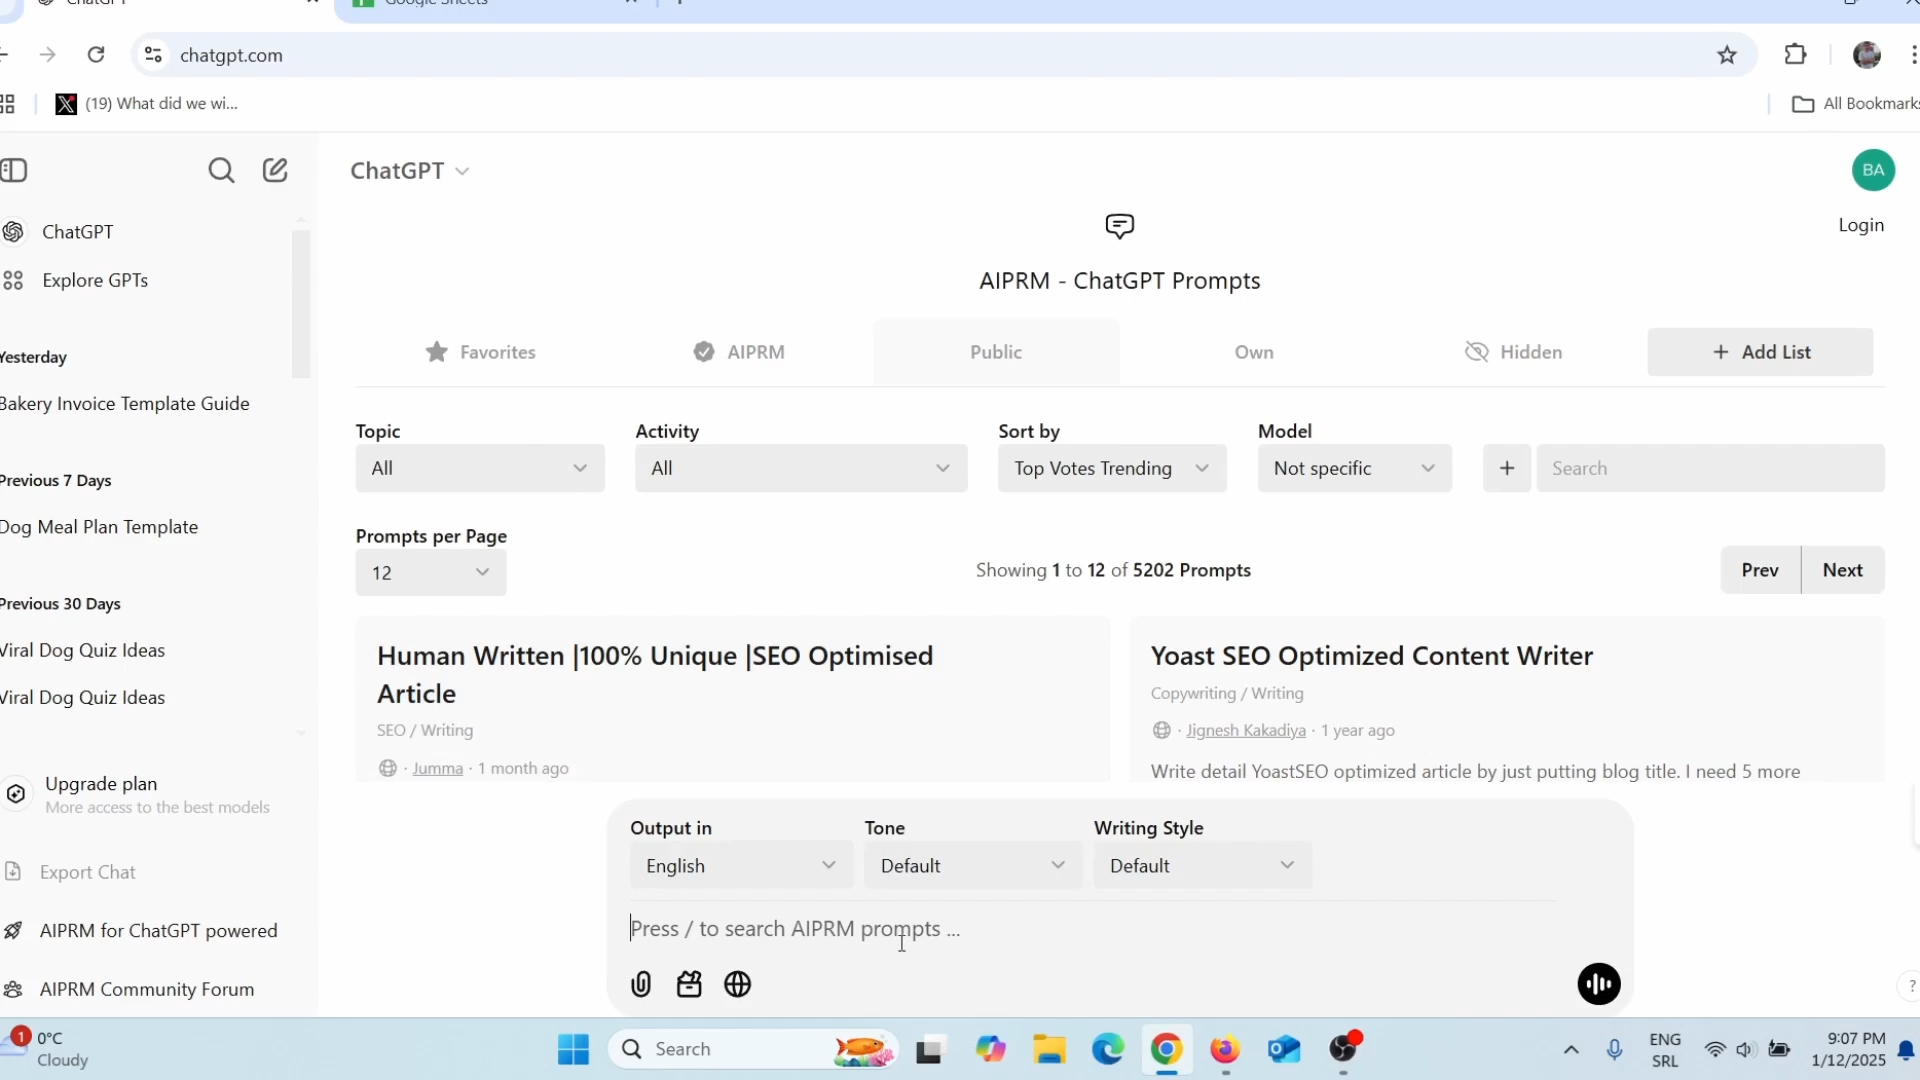 ChatGPT
Google Sheets
chatgpt.com
(19) What did we wi...
All Bookmarks
ChatGPT
BA
Login
ChatGPT
Explore GPTs
Yesterday
Bakery Invoice Template Guide
Previous 7 Days
Dog Meal Plan Template
Previous 30 Days
Viral Dog Quiz Ideas
Viral Dog Quiz Ideas
Upgrade plan
More access to the best models
Export Chat
AIPRM for ChatGPT powered
AIPRM Community Forum
AIPRM - ChatGPT Prompts
Favorites AIPRM Public Own Hidden + Add List
Topic Activity Sort by Model
All All Top Votes Trending Not specific + Search
Prompts per Page
12 Showing 1 to 12 of 5202 Prompts Prev Next
Human Written |100% Unique |SEO Optimised
Article
SEO / Writing
· Jumma · 1 month ago
Yoast SEO Optimized Content Writer
Copywriting / Writing
· Jignesh Kakadiya · 1 year ago
Write detail YoastSEO optimized article by just putting blog title. I need 5 more
Output in Tone Writing Style
English Default Default
Press / to search AIPRM prompts ...
?
1
0°C
Cloudy
Search
ENG
SRL
9:07 PM
1/12/2025